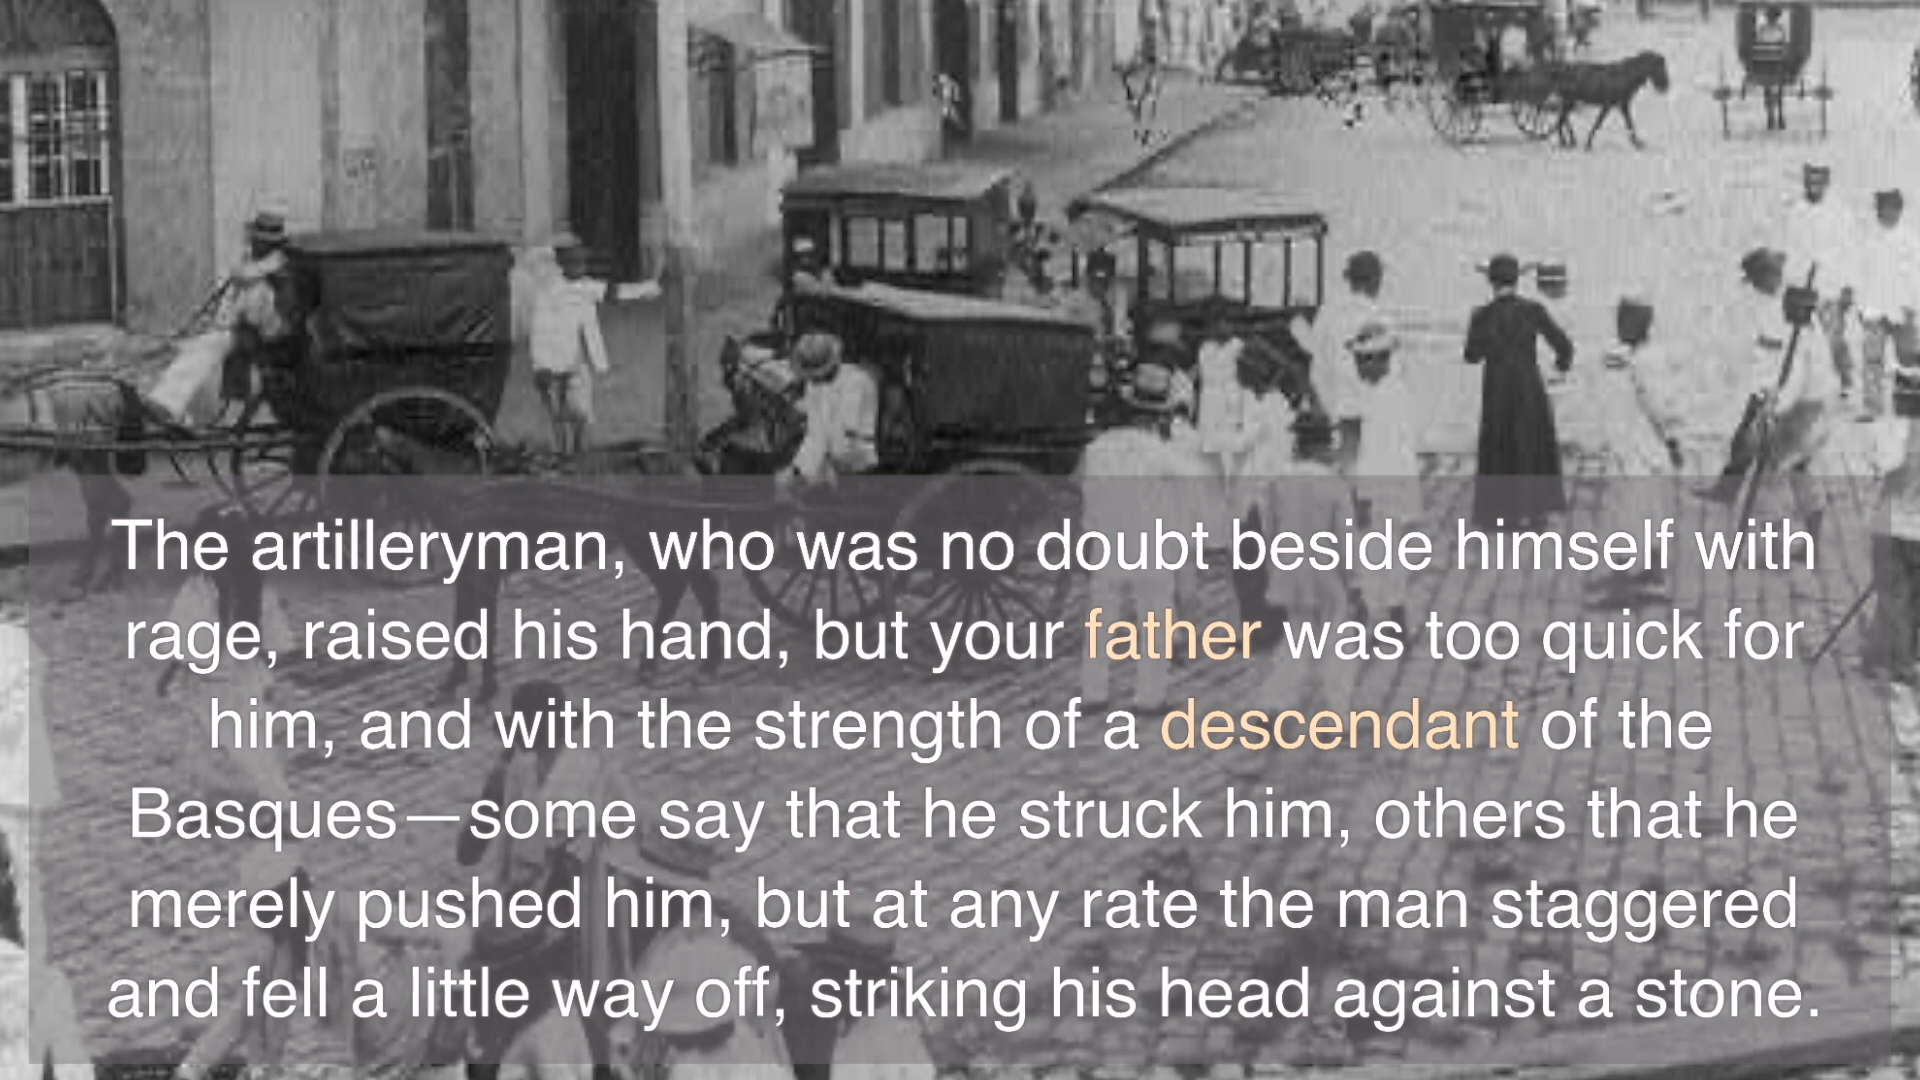 The artilleryman, who was no doubt beside himself with
rage, raised his hand, but your father was too quick for
him, and with the strength of a descendant of the
Basques—some say that he struck him, others that he
merely pushed him, but at any rate the man staggered
and fell a little way off, striking his head against a stone.